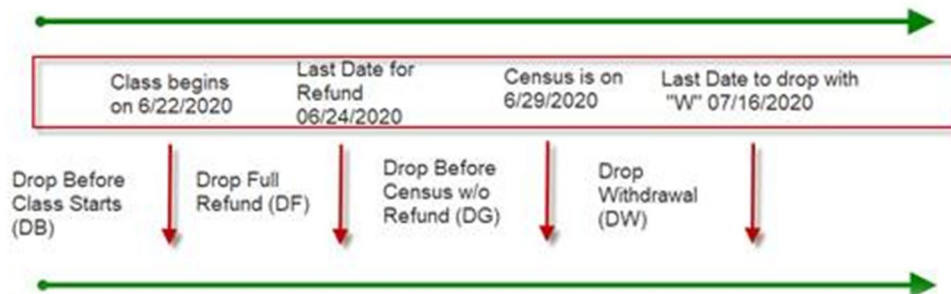 Class begins
on 6/22/2020
Last Date for
Refund
06/24/2020
Census is on
6/29/2020
Last Date to drop with
"W" 07/16/2020
Drop Before
Class Starts
(DB)
Drop Full
Refund (DF)
Drop Before
Census w/o
Refund (DG)
Drop
Withdrawal
(DW)